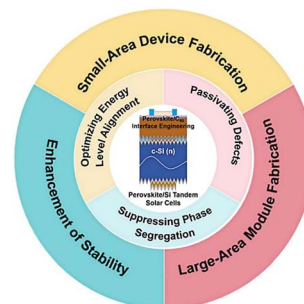 Small-Area Device Fabrication
Optimizing Energy
Level Alignment
Passivating Defects
Perovskite/C60
Interface Engineering
c-Si (n)
Perovskite/Si Tandem
Solar Cells
Suppressing Phase
Segregation
Enhancement of Stability
Large-Area Module Fabrication